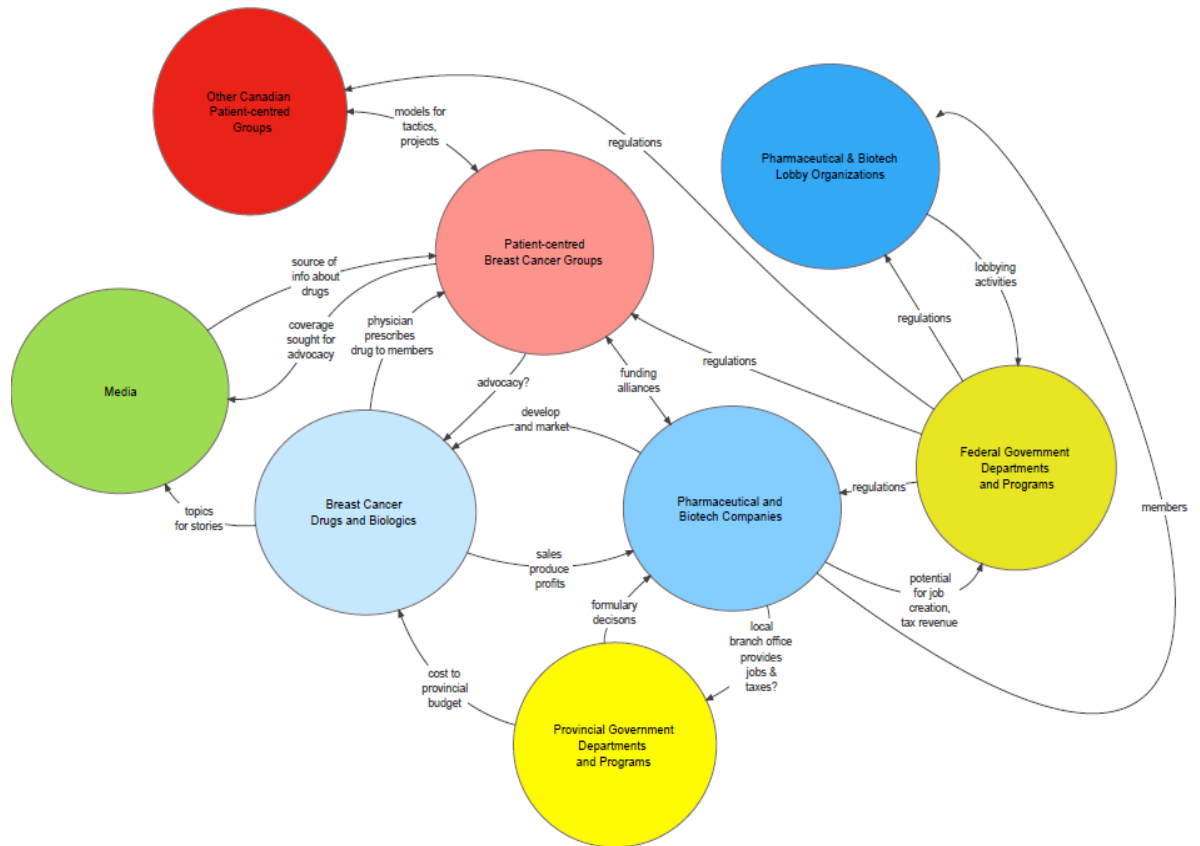 Other Canadian
Patient-centred
Groups
models for
tactics,
projects
regulations
Pharmaceutical & Biotech
Lobby Organizations
Patient-centred
Breast Cancer Groups
source of
info about
drugs
lobbying
activities
coverage
sought for
advocacy
physician
prescribes
drug to members
regulations
regulations
Media
advocacy?
funding
alliances
develop
and market
Federal Government
Departments
and Programs
Breast Cancer
Drugs and Biologics
Pharmaceutical and
Biotech Companies
regulations
members
topics
for stories
sales
produce
profits
potential
for job
creation,
tax revenue
formulary
decisons
local
branch office
provides
jobs &
taxes?
cost to
provincial
budget
Provincial Government
Departments
and Programs